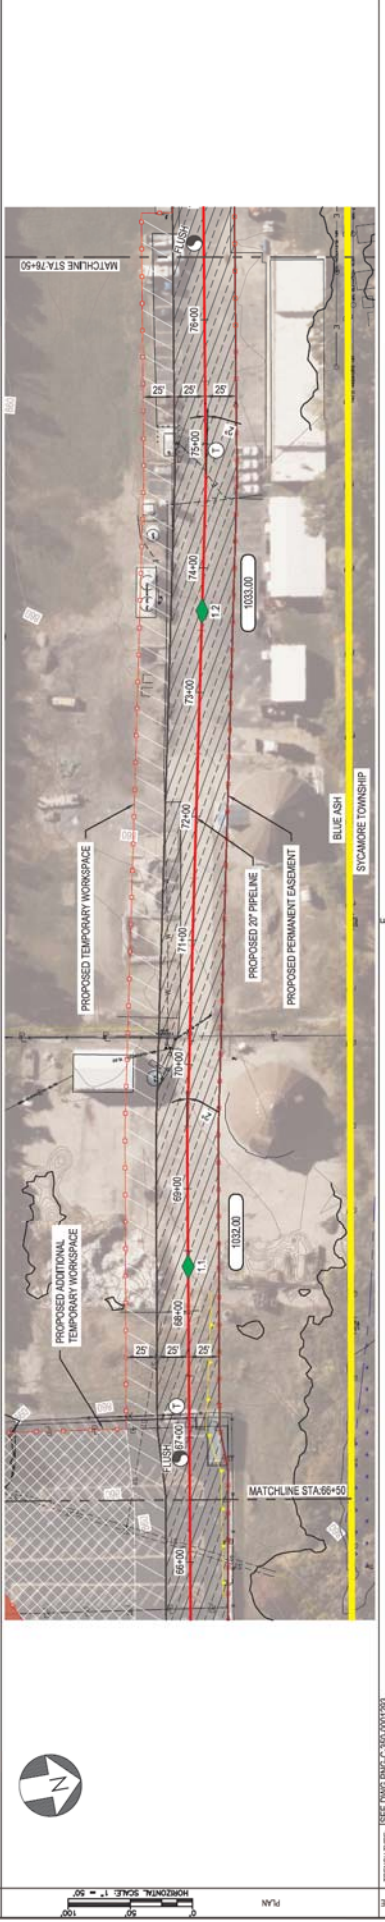 MATCHLINE STA:76+50
FLUSH
76+00
25'
25'
25'
660
75+00
T
74+00
1.2
1033.00
73+00
PROPOSED TEMPORARY WORKSPACE
72+00
PROPOSED 20" PIPELINE
PROPOSED PERMANENT EASEMENT
BLUE ASH
SYCAMORE TOWNSHIP
71+00
70+00
69+00
1032.00
1.1
PROPOSED ADDITIONAL
TEMPORARY WORKSPACE
68+00
25'
25'
25'
T
67+00
FLUSH
MATCHLINE STA:66+50
66+00
N
HORIZONTAL SCALE: 1" = 50'
0
50
100'
PLAN